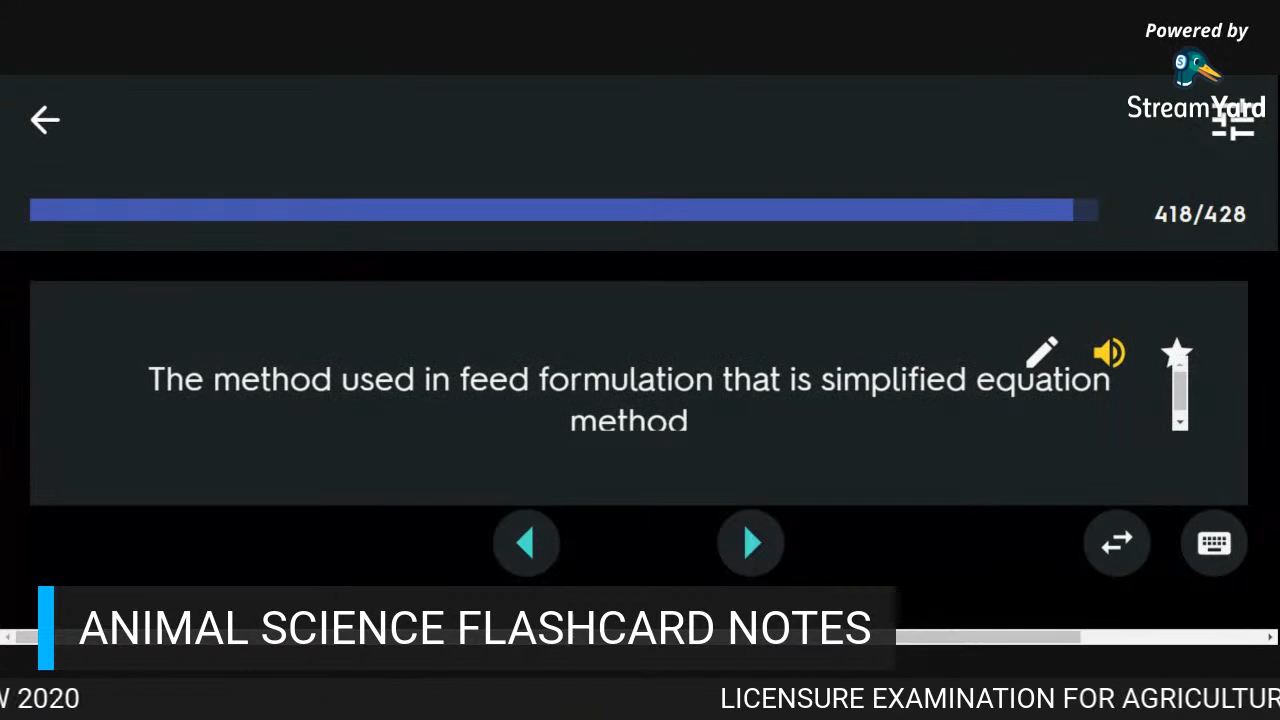 Powered by
StreamYard
418/428
The method used in feed formulation that is simplified equation
method
ANIMAL SCIENCE FLASHCARD NOTES
W 2020
LICENSURE EXAMINATION FOR AGRICULTUR